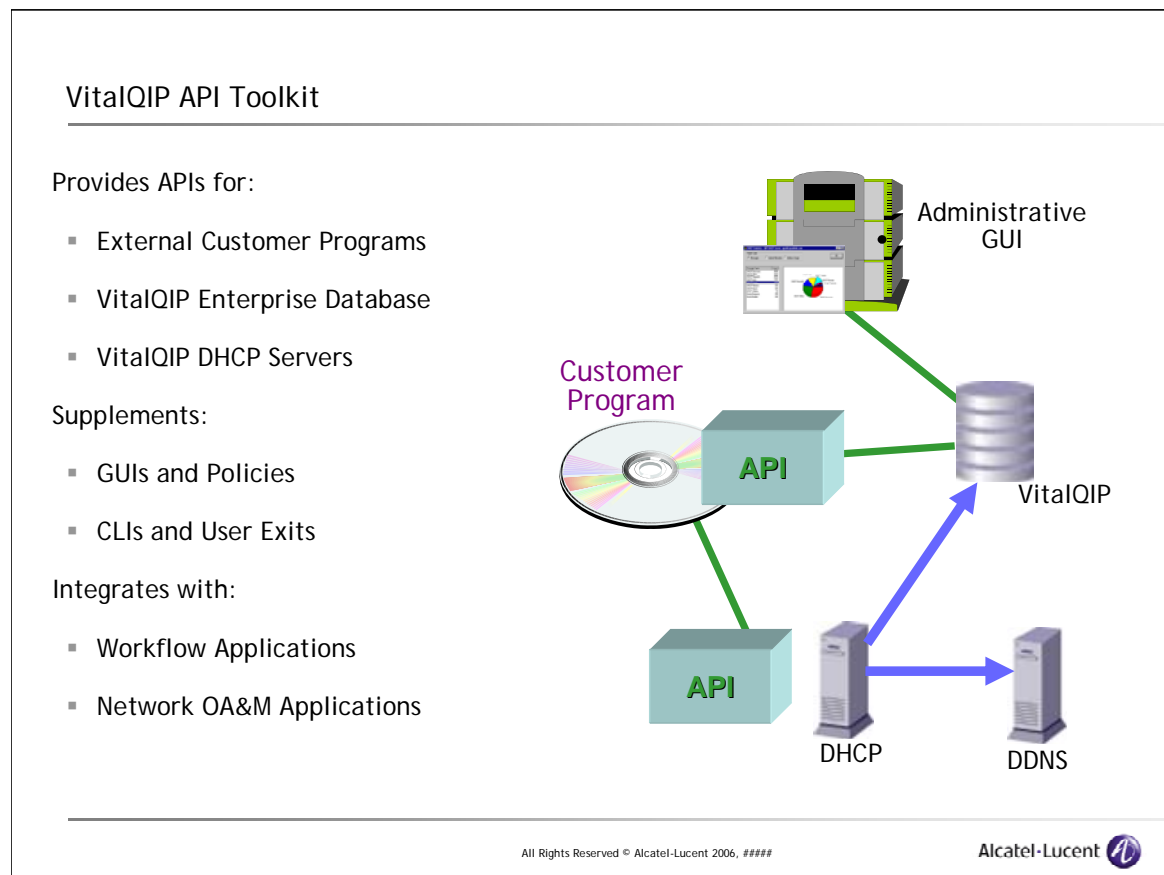 VitalQIP API Toolkit
Provides APIs for:
▪ External Customer Programs
▪ VitalQIP Enterprise Database
▪ VitalQIP DHCP Servers
Supplements:
▪ GUIs and Policies
▪ CLIs and User Exits
Integrates with:
▪ Workflow Applications
▪ Network OA&M Applications
Administrative
GUI
Customer
Program
API
VitalQIP
API
DHCP
DDNS
All Rights Reserved © Alcatel-Lucent 2006, #####
Alcatel·Lucent